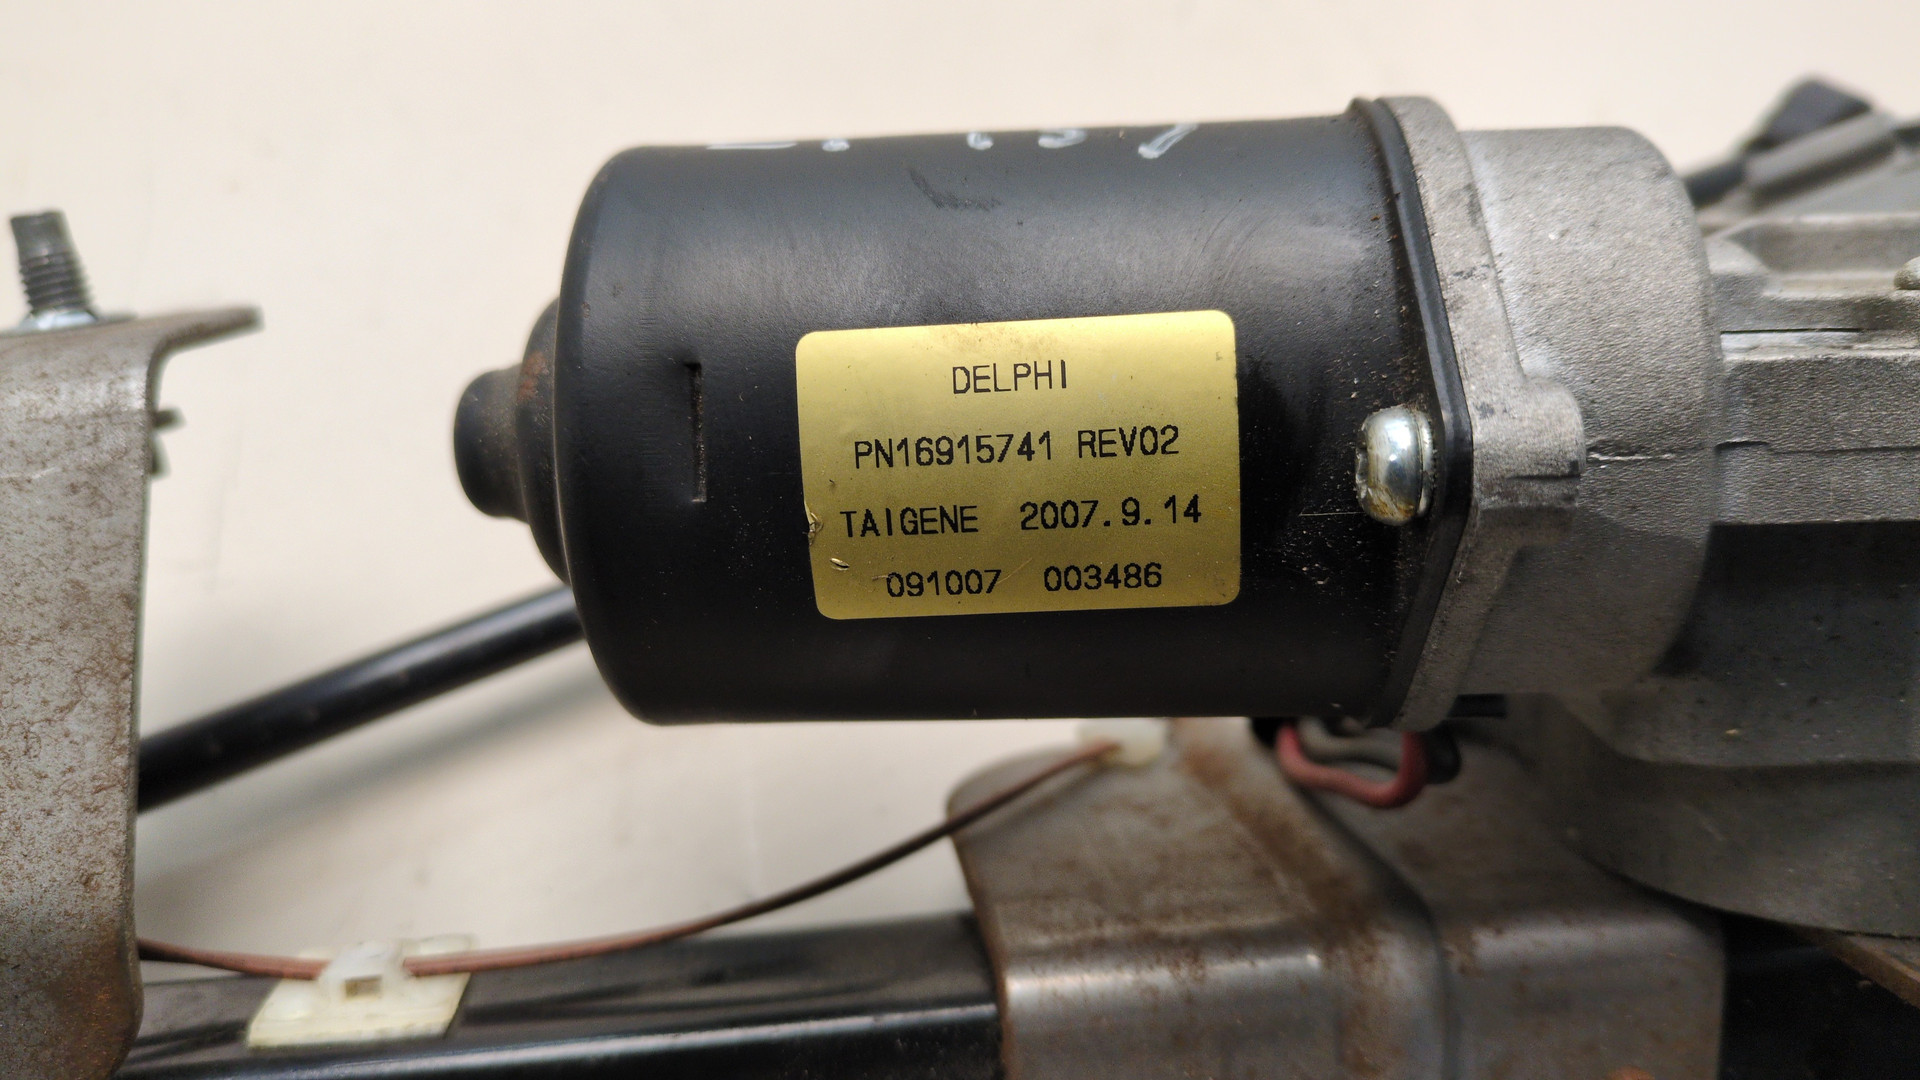 DELPHI
PN16915741 REV02
TAIGENE 2007.9.14
091007 003486